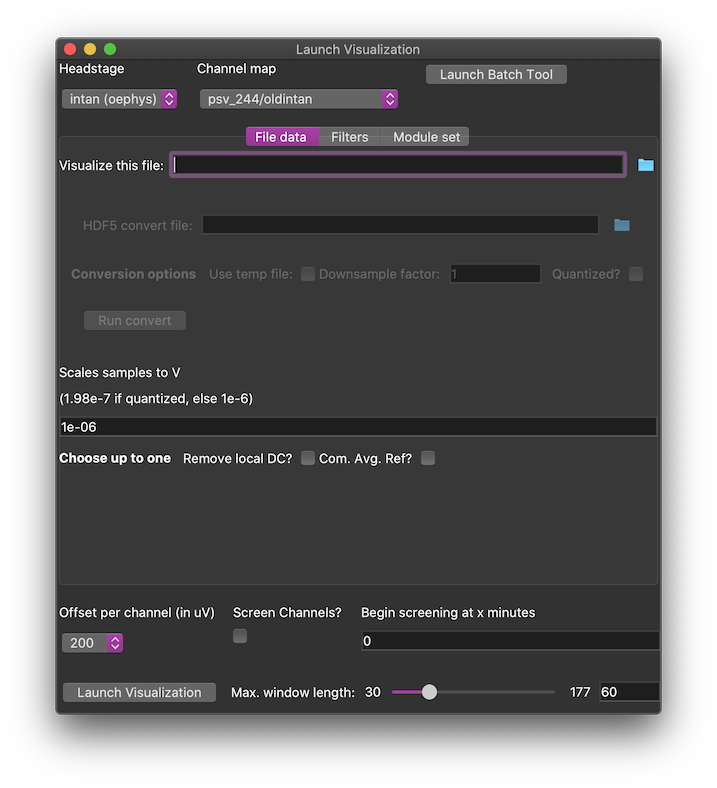 Launch Visualization
Headstage
Channel map
Launch Batch Tool
intan (oephys)
psv_244/oldintan
File data Filters Module set
Visualize this file:
HDF5 convert file:
Conversion options Use temp file: Downsample factor: 1 Quantized?
Run convert
Scales samples to V
(1.98e-7 if quantized, else 1e-6)
1e-06
Choose up to one Remove local DC? Com. Avg. Ref?
Offset per channel (in uV) Screen Channels? Begin screening at x minutes
200
0
Launch Visualization Max. window length: 30 177 60